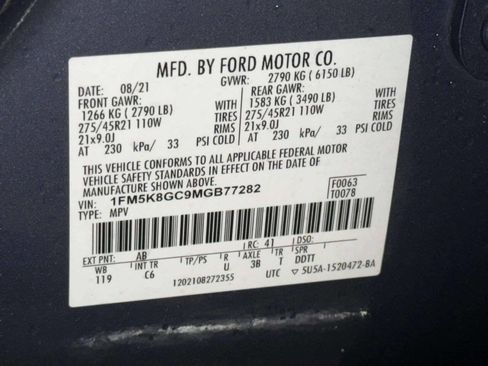 MFD. BY FORD MOTOR CO.
DATE: 08/21 GVWR: 2790 KG ( 6150 LB)
FRONT GAWR: REAR GAWR:
1266 KG ( 2790 LB) WITH 1583 KG ( 3490 LB) WITH
275/45R21 110W TIRES 275/45R21 110W TIRES
21x9.0J RIMS 21x9.0J RIMS
AT 230 kPa/ 33 PSI COLD AT 230 kPa/ 33 PSI COLD
THIS VEHICLE CONFORMS TO ALL APPLICABLE FEDERAL MOTOR
VEHICLE SAFETY STANDARDS IN EFFECT ON THE DATE OF MANUFACTURE SHOWN ABOVE.
VIN: 1FM5K8GC9MGB77282 F0063
TYPE: MPV T0078
EXT PNT: AB RC: 41 DSO:
WB INT TR TP/PS R AXLE TR DDTT
119 C6 U 3B T
1202108272355 UTC ▽ 5U5A-1520472-BA